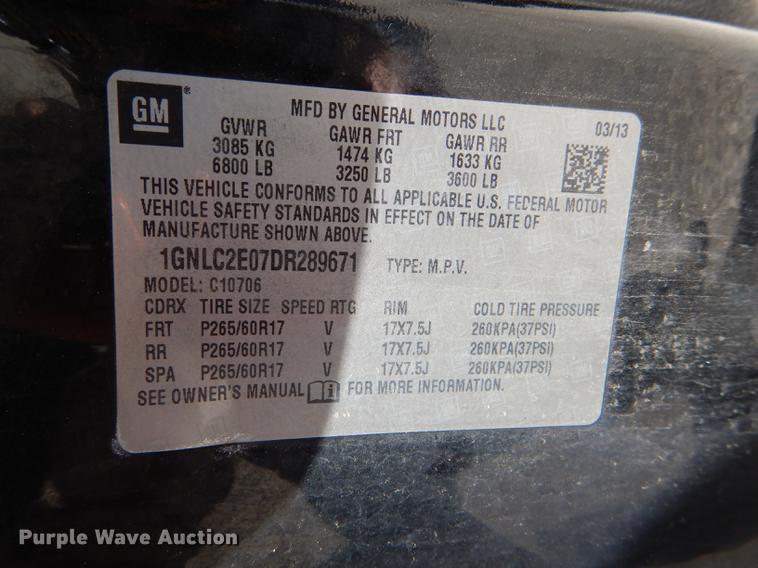 GM ®
MFD BY GENERAL MOTORS LLC 03/13
GVWR GAWR FRT GAWR RR
3085 KG 1474 KG 1633 KG
6800 LB 3250 LB 3600 LB
THIS VEHICLE CONFORMS TO ALL APPLICABLE U.S. FEDERAL MOTOR
VEHICLE SAFETY STANDARDS IN EFFECT ON THE DATE OF
MANUFACTURE SHOWN ABOVE.
1GNLC2E07DR289671 TYPE: M.P.V.
MODEL: C10706
CDRX TIRE SIZE SPEED RTG RIM COLD TIRE PRESSURE
FRT P265/60R17 V 17X7.5J 260KPA(37PSI)
RR P265/60R17 V 17X7.5J 260KPA(37PSI)
SPA P265/60R17 V 17X7.5J 260KPA(37PSI)
SEE OWNER'S MANUAL i FOR MORE INFORMATION.
Purple Wave Auction